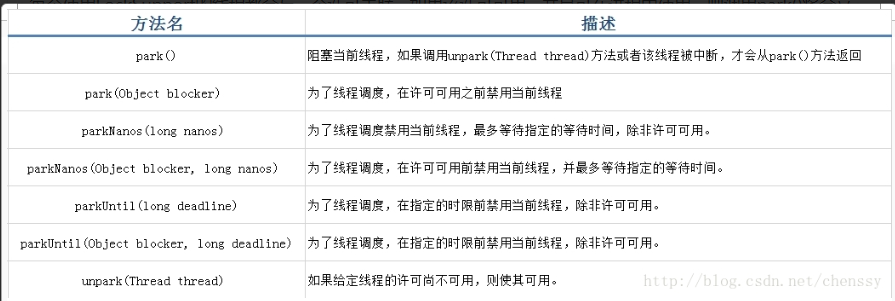 方法名 描述
park() 阻塞当前线程，如果调用unpark(Thread thread)方法或者该线程被中断，才会从park()方法返回
park(Object blocker) 为了线程调度，在许可可用之前禁用当前线程
parkNanos(long nanos) 为了线程调度禁用当前线程，最多等待指定的等待时间，除非许可可用。
parkNanos(Object blocker, long nanos) 为了线程调度，在许可可用前禁用当前线程，并最多等待指定的等待时间。
parkUntil(long deadline) 为了线程调度，在指定的时限前禁用当前线程，除非许可可用。
parkUntil(Object blocker, long deadline) 为了线程调度，在指定的时限前禁用当前线程，除非许可可用。
unpark(Thread thread) 如果给定线程的许可尚不可用，则使其可用。
http://blog.csdn.net/chenssy